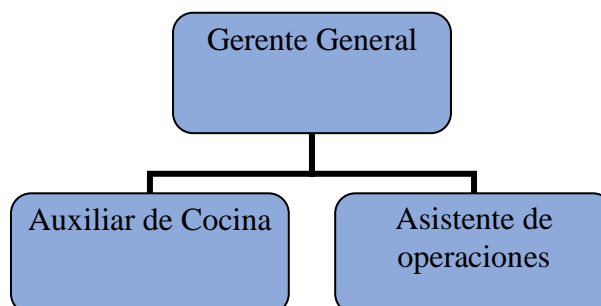 Gerente General
Auxiliar de Cocina
Asistente de
operaciones